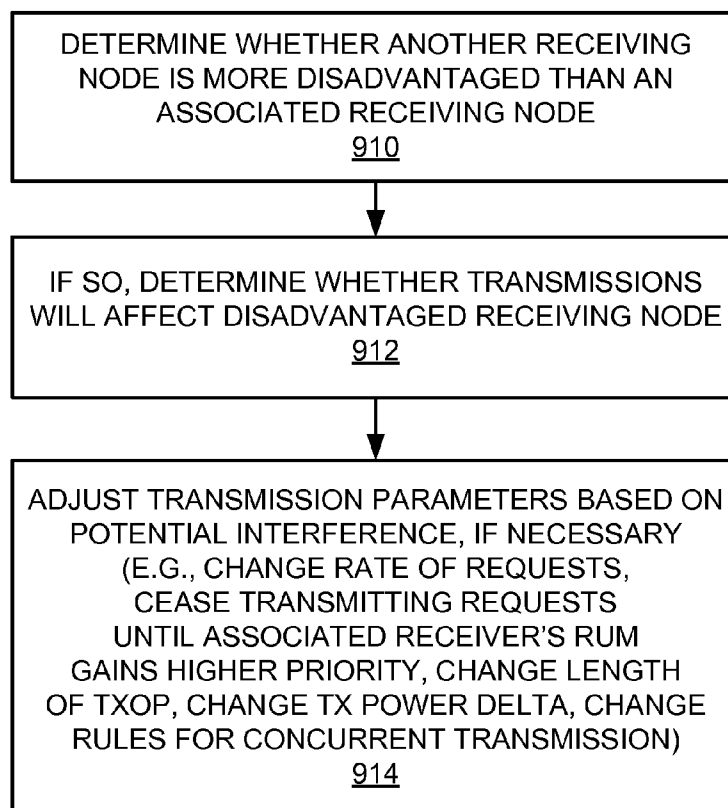 DETERMINE WHETHER ANOTHER RECEIVING
NODE IS MORE DISADVANTAGED THAN AN
ASSOCIATED RECEIVING NODE
910
IF SO, DETERMINE WHETHER TRANSMISSIONS
WILL AFFECT DISADVANTAGED RECEIVING NODE
912
ADJUST TRANSMISSION PARAMETERS BASED ON
POTENTIAL INTERFERENCE, IF NECESSARY
(E.G., CHANGE RATE OF REQUESTS,
CEASE TRANSMITTING REQUESTS
UNTIL ASSOCIATED RECEIVER'S RUM
GAINS HIGHER PRIORITY, CHANGE LENGTH
OF TXOP, CHANGE TX POWER DELTA, CHANGE
RULES FOR CONCURRENT TRANSMISSION)
914